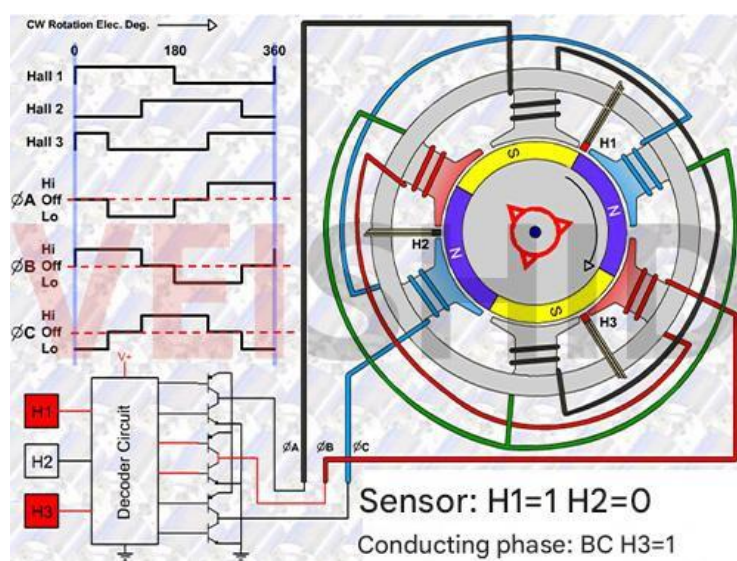 CW Rotation Elec. Deg.
0 180 360
Hall 1
Hall 2
Hall 3
Hi
ØA Off
Lo
Hi
ØB Off
Lo
Hi
ØC Off
Lo
V+
H1
H2
H3
Decoder Circuit
ØA ØB ØC
H1
H2
H3
S
N
N
S
Sensor: H1=1 H2=0
Conducting phase: BC H3=1